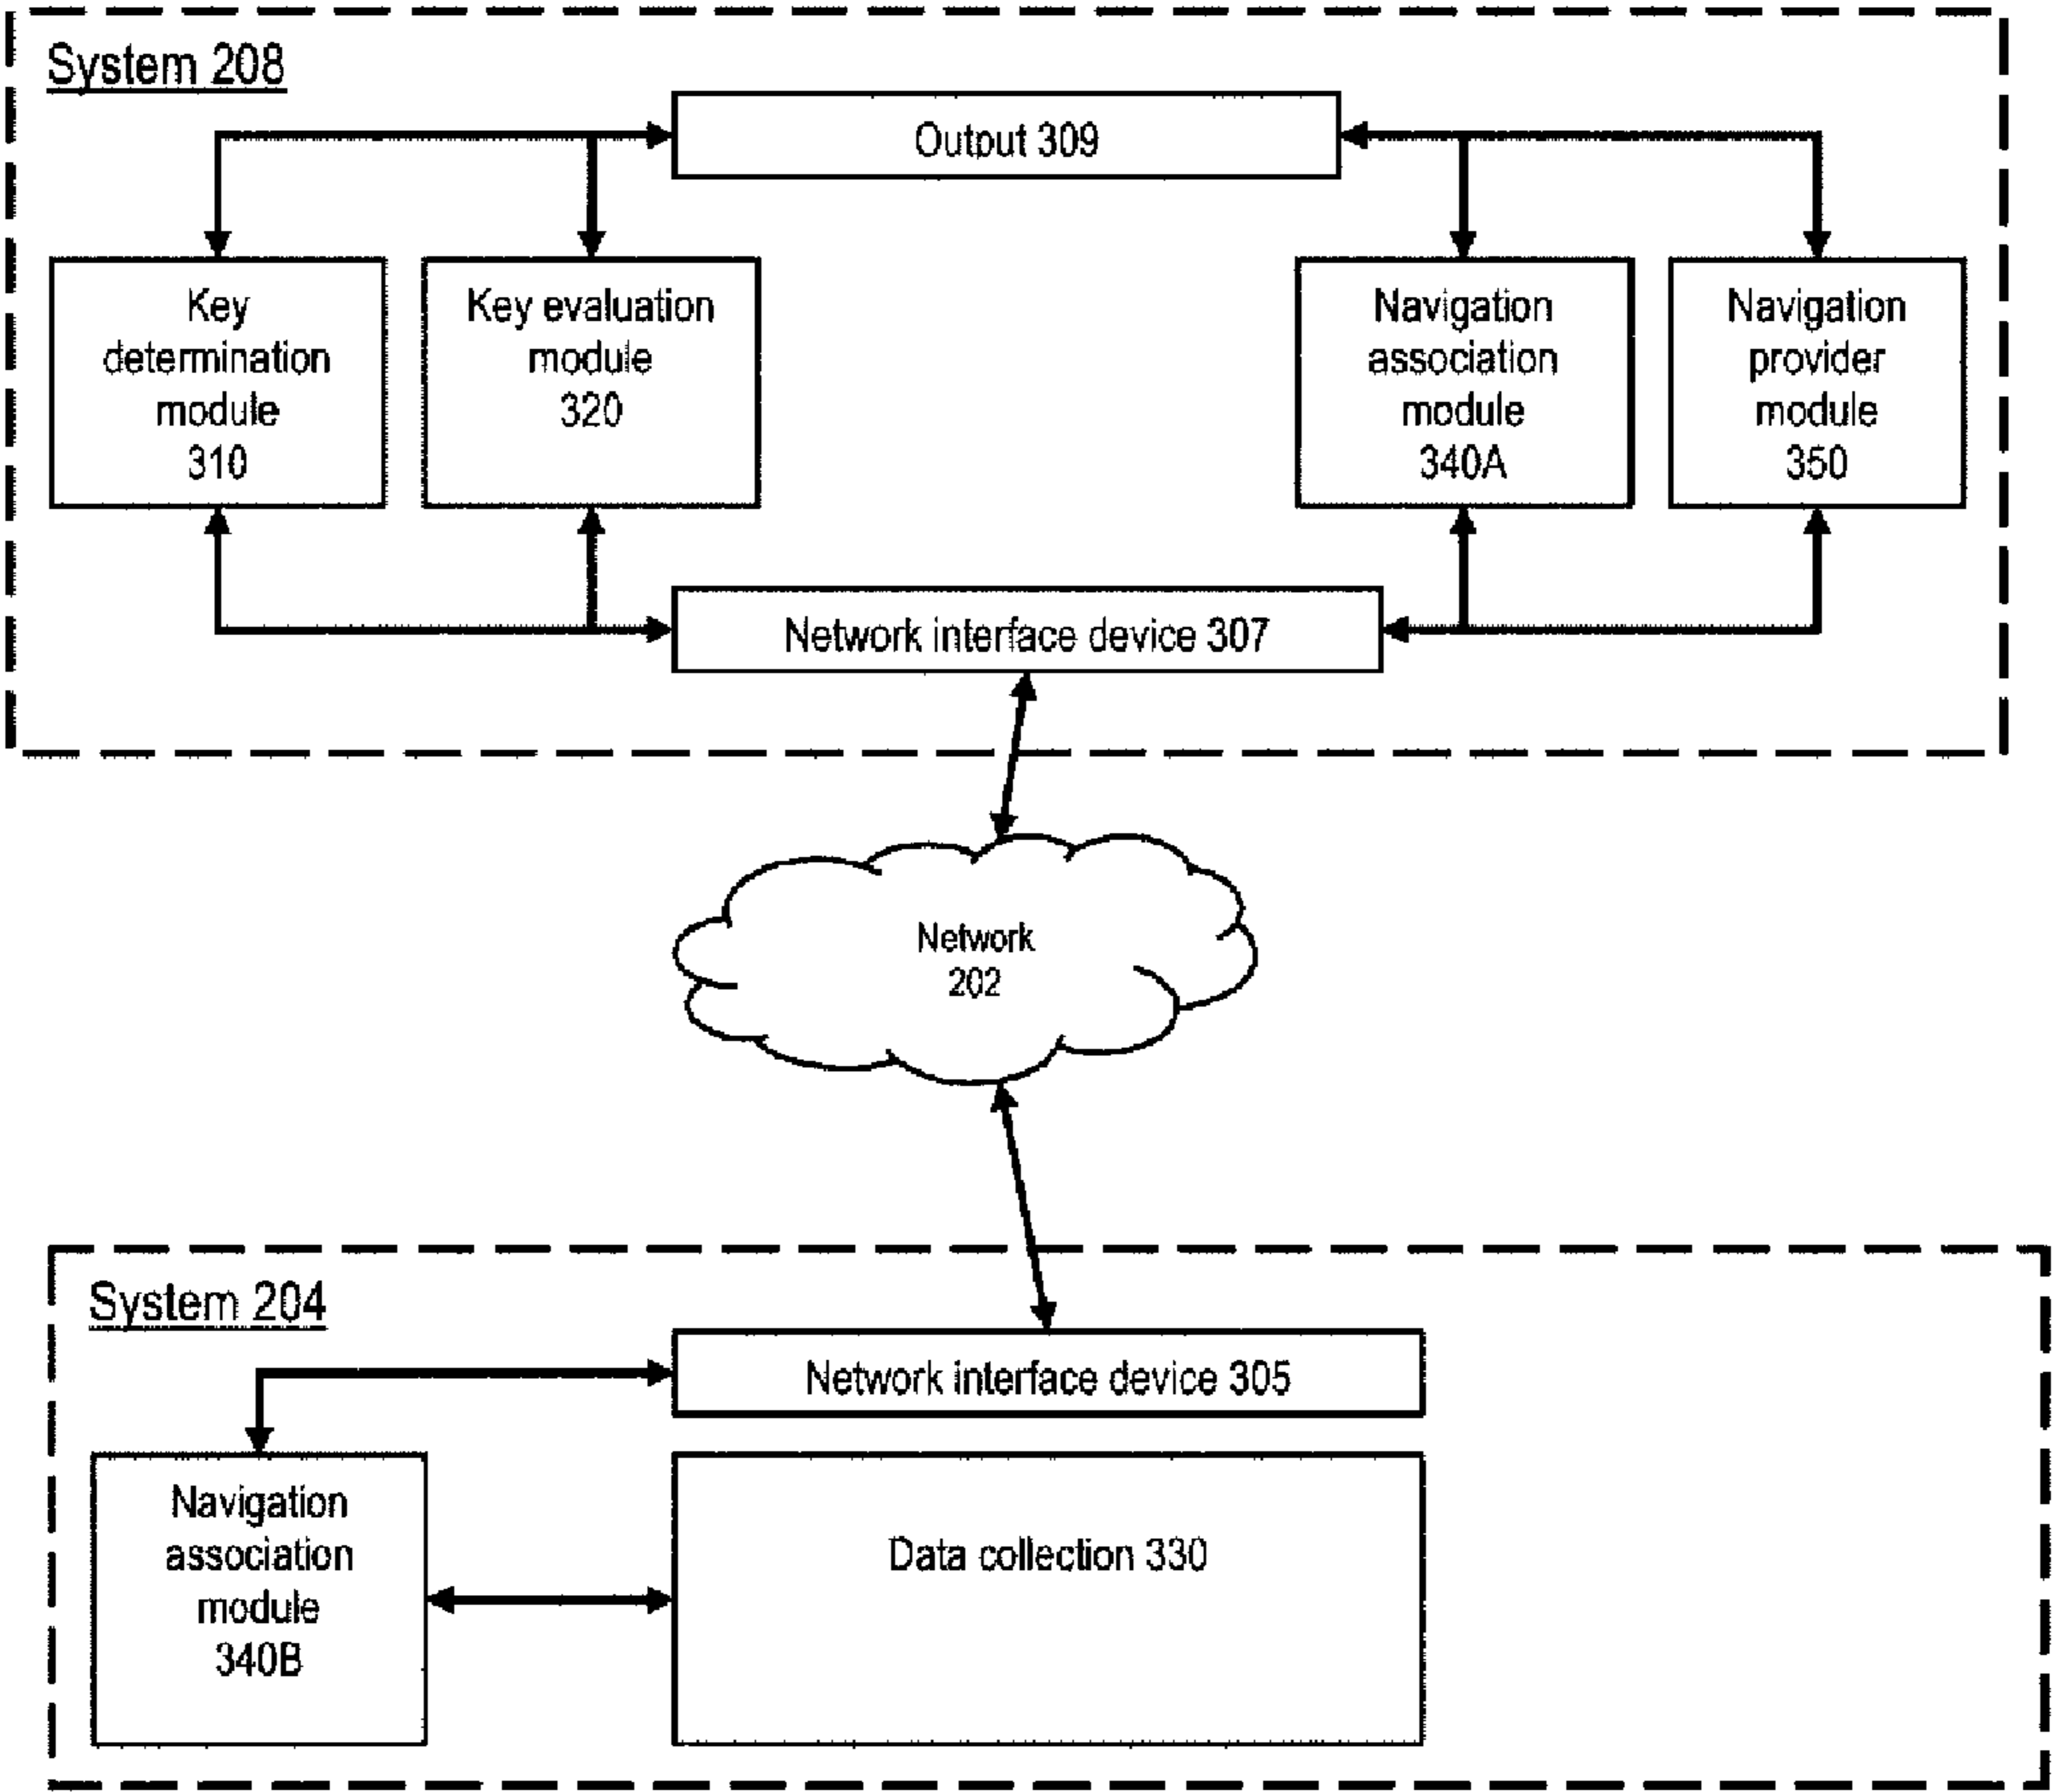 System 208
Output 309
Key
determination
module
310
Key evaluation
module
320
Navigation
association
module
340A
Navigation
provider
module
350
Network interface device 307
Network
202
System 204
Network interface device 305
Navigation
association
module
340B
Data collection 330